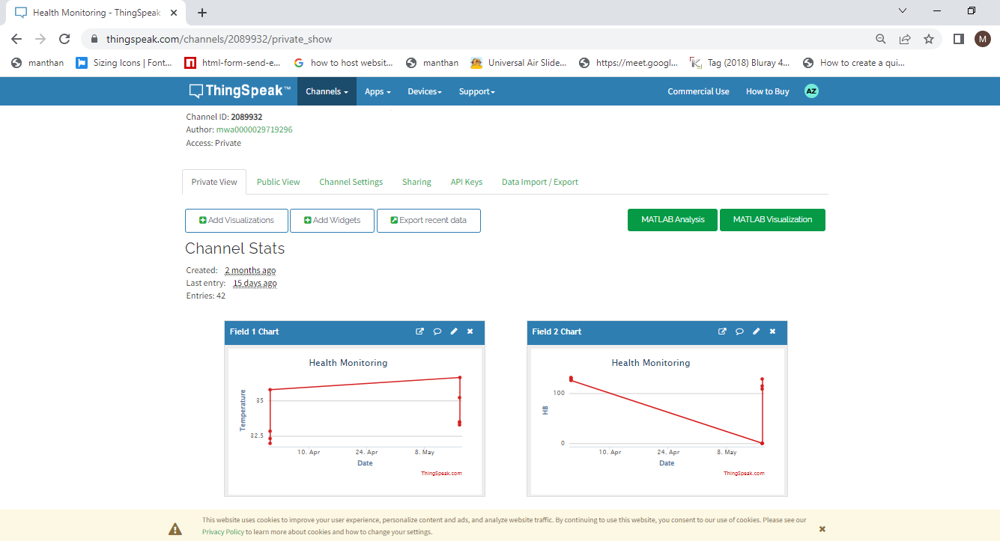 Health Monitoring - ThingSpeak
thingspeak.com/channels/2089932/private_show
M
manthan
Sizing Icons | Font...
html-form-send-e...
how to host websit...
manthan
Universal Air Slide...
https://meet.googl...
Tag (2018) Bluray 4...
How to create a qui...
ThingSpeak™
Channels
Apps
Devices
Support
Commercial Use
How to Buy
AZ
Channel ID: 2089932
Author: mwa0000029719296
Access: Private
Private View
Public View
Channel Settings
Sharing
API Keys
Data Import / Export
Add Visualizations
Add Widgets
Export recent data
MATLAB Analysis
MATLAB Visualization
Channel Stats
Created: 2 months ago
Last entry: 15 days ago
Entries: 42
Field 1 Chart
Health Monitoring
Temperature
35
32.5
10. Apr
24. Apr
8. May
Date
ThingSpeak.com
Field 2 Chart
Health Monitoring
HB
100
0
10. Apr
24. Apr
8. May
Date
ThingSpeak.com
This website uses cookies to improve your user experience, personalize content and ads, and analyze website traffic. By continuing to use this website, you consent to our use of cookies. Please see our
Privacy Policy to learn more about cookies and how to change your settings.